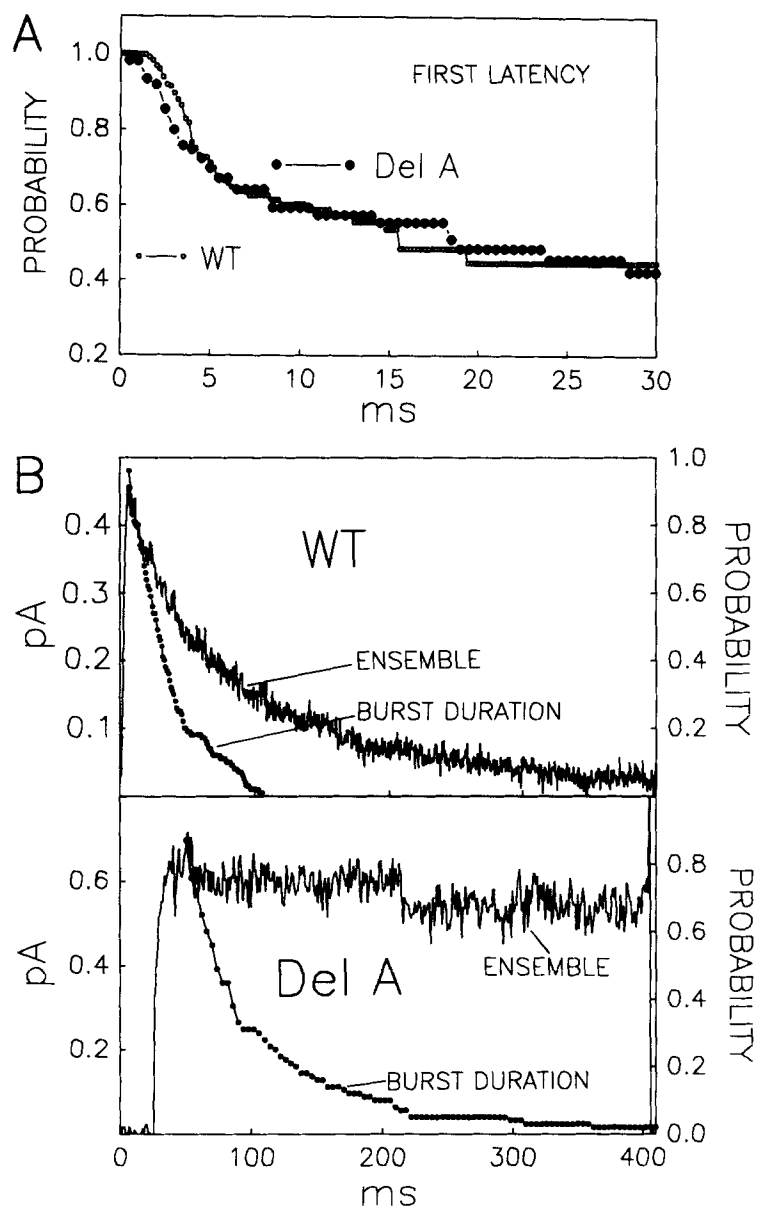 A
FIRST LATENCY
PROBABILITY
1.0
0.8
0.6
0.4
0.2
Del A
WT
0 5 10 15 20 25 30
ms
B
WT
pA
0.4
0.3
0.2
0.1
PROBABILITY
1.0
0.8
0.6
0.4
0.2
ENSEMBLE
BURST DURATION
Del A
pA
0.6
0.4
0.2
PROBABILITY
0.8
0.6
0.4
0.2
0.0
ENSEMBLE
BURST DURATION
0 100 200 300 400
ms